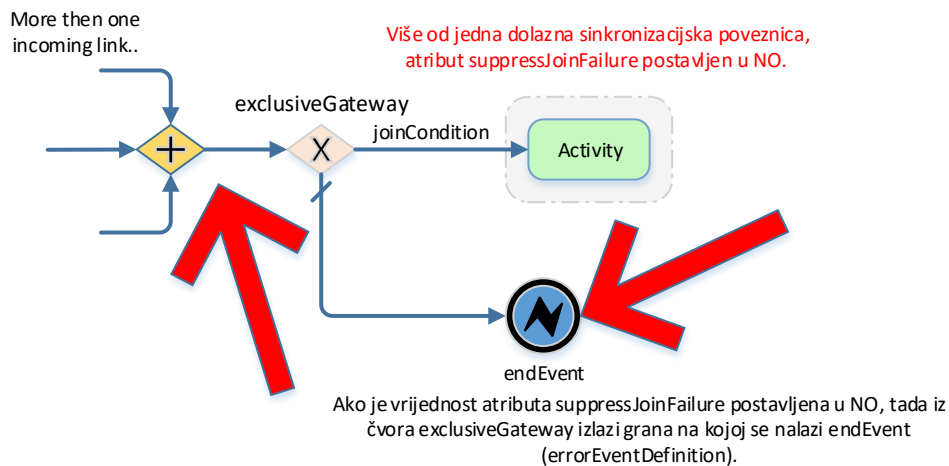 More then one
incoming link..
Više od jedna dolazna sinkronizacijska poveznica,
atribut suppressJoinFailure postavljen u NO.
exclusiveGateway
joinCondition
X
Activity
endEvent
Ako je vrijednost atributa suppressJoinFailure postavljena u NO, tada iz
čvora exclusiveGateway izlazi grana na kojoj se nalazi endEvent
(errorEventDefinition).